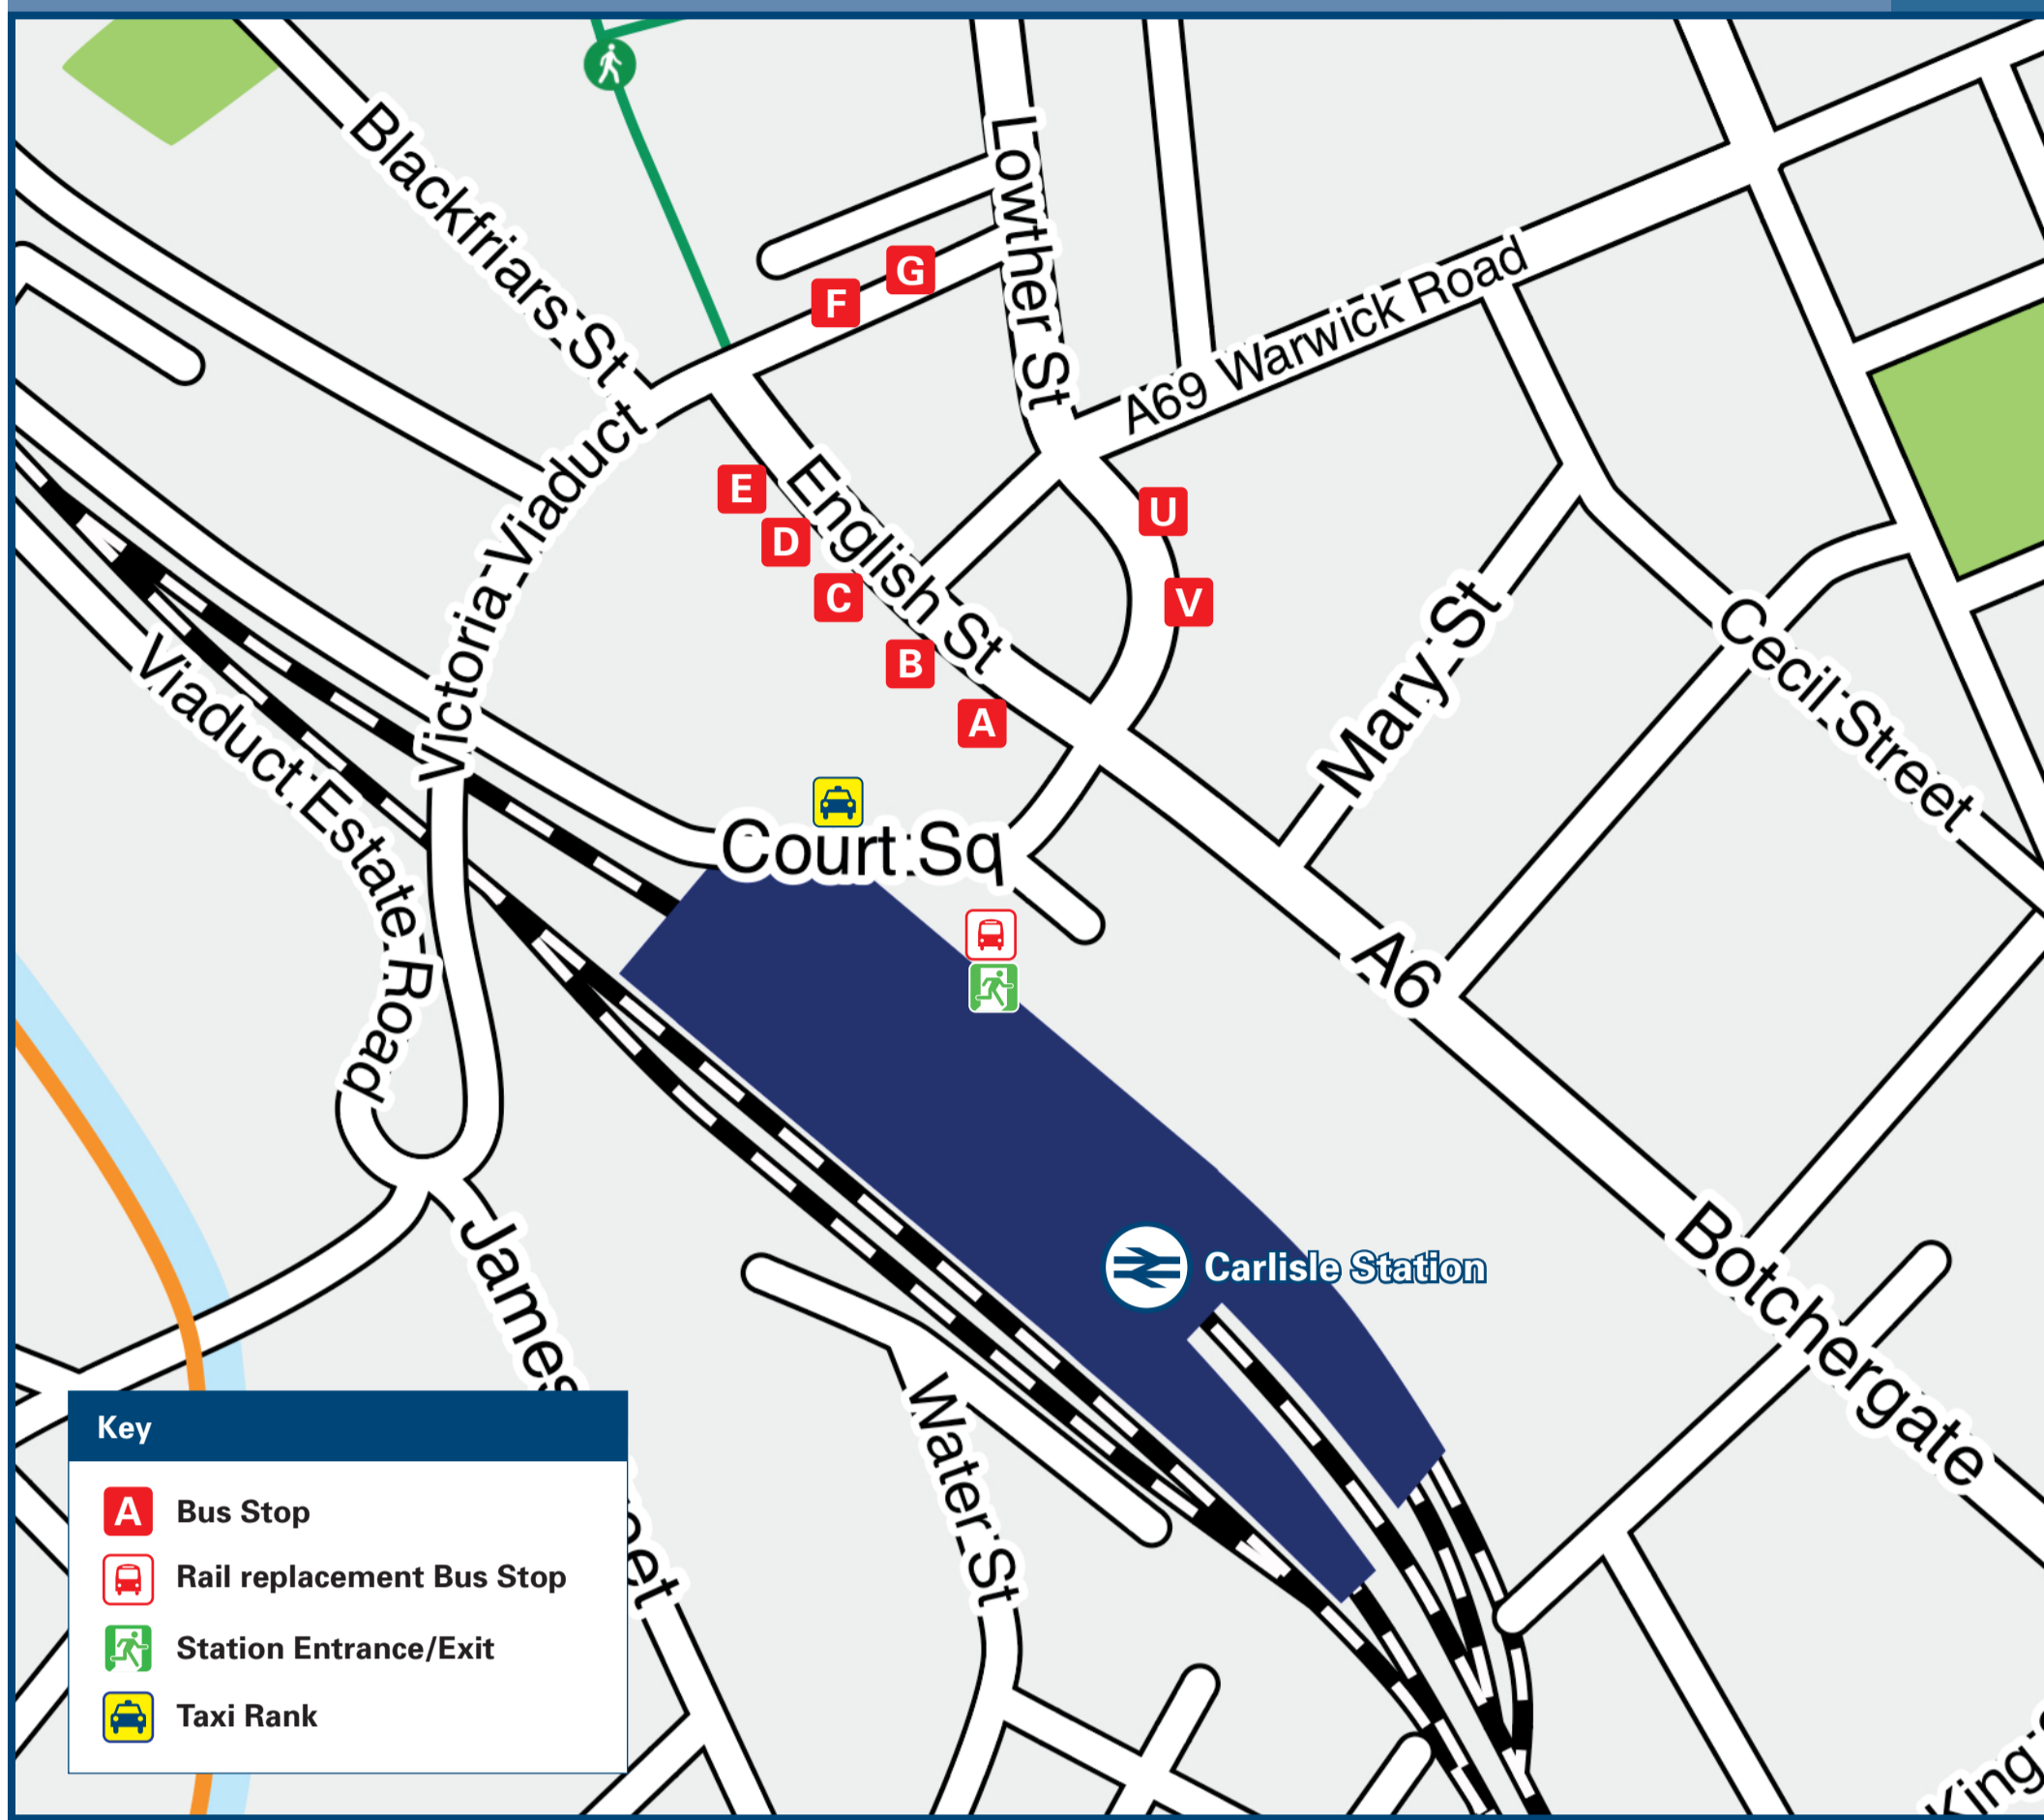 Blackfriars St
Lowther St
G
F
A69 Warwick Road
Victoria Viaduct
E
English St
U
D
C
V
B
A
Mary St
Cecil Street
Viaduct Estate Road
Court Sq
A6
Botchergate
Carlisle Station
James
Water St
Key
A Bus Stop
Rail replacement Bus Stop
Station Entrance/Exit
Taxi Rank